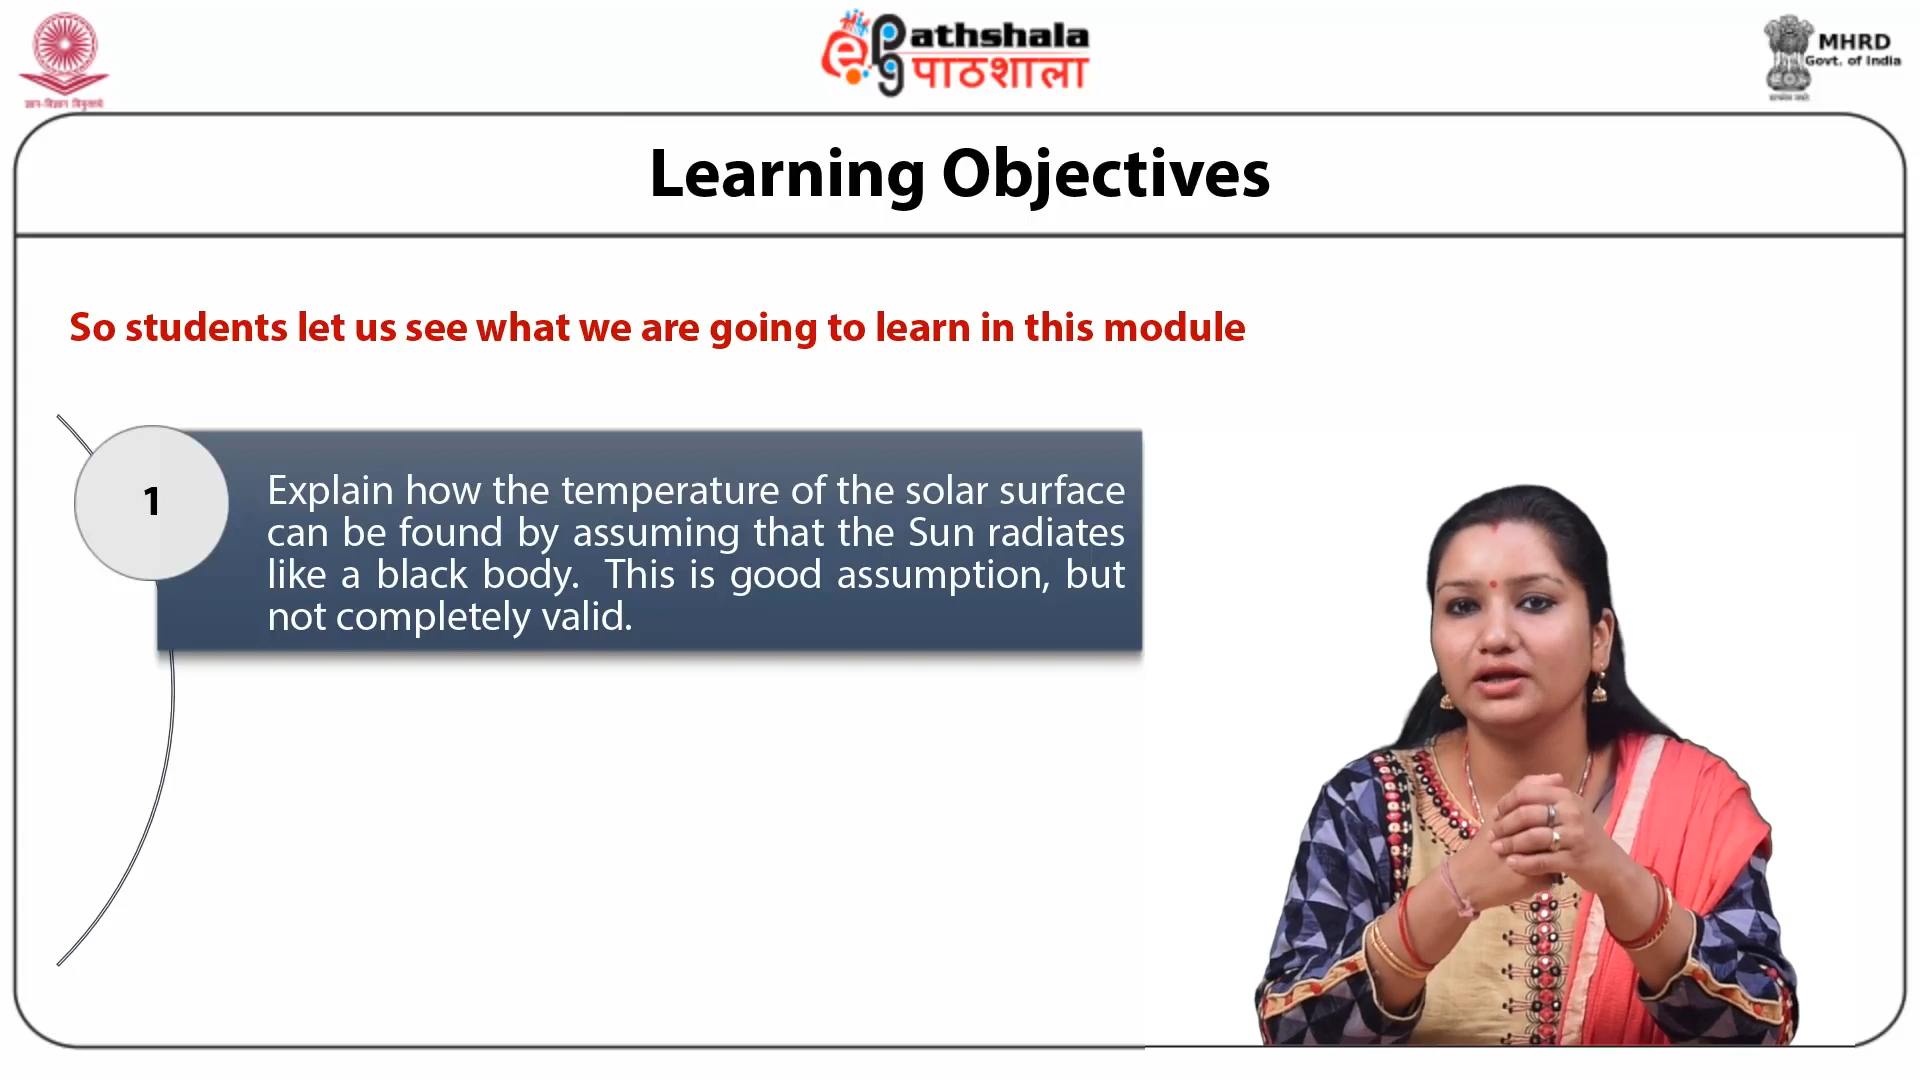 ज्ञान-विज्ञान विमुक्तये
ePathshala
पाठशाला
MHRD
Govt. of India
Learning Objectives
So students let us see what we are going to learn in this module
1
Explain how the temperature of the solar surface
can be found by assuming that the Sun radiates
like a black body. This is good assumption, but
not completely valid.